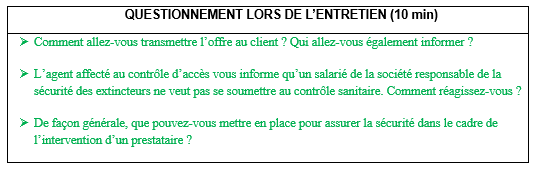 QUESTIONNEMENT LORS DE L’ENTRETIEN (10 min)
➢ Comment allez-vous transmettre l’offre au client ? Qui allez-vous également informer ?
➢ L’agent affecté au contrôle d’accès vous informe qu’un salarié de la société responsable de la
sécurité des extincteurs ne veut pas se soumettre au contrôle sanitaire. Comment réagissez-vous ?
➢ De façon générale, que pouvez-vous mettre en place pour assurer la sécurité dans le cadre de
l’intervention d’un prestataire ?